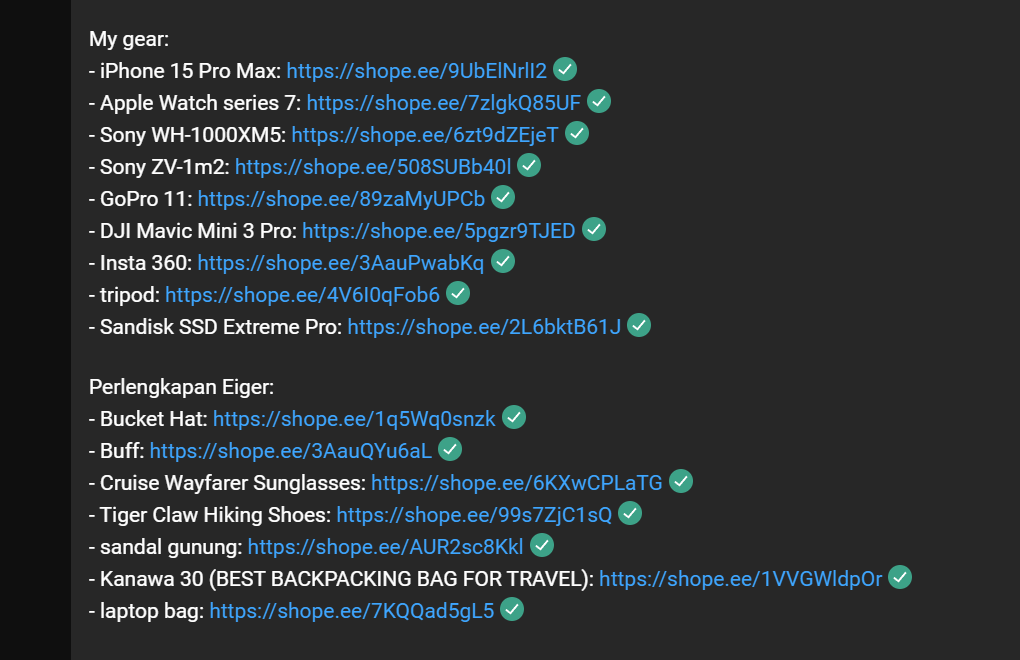 My gear:
- iPhone 15 Pro Max: https://shope.ee/9UbElNrlI2
- Apple Watch series 7: https://shope.ee/7zlgkQ85UF
- Sony WH-1000XM5: https://shope.ee/6zt9dZEjeT
- Sony ZV-1m2: https://shope.ee/508SUBb40l
- GoPro 11: https://shope.ee/89zaMyUPCb
- DJI Mavic Mini 3 Pro: https://shope.ee/5pgzr9TJED
- Insta 360: https://shope.ee/3AauPwabKq
- tripod: https://shope.ee/4V6I0qFob6
- Sandisk SSD Extreme Pro: https://shope.ee/2L6bktB61J
Perlengkapan Eiger:
- Bucket Hat: https://shope.ee/1q5Wq0snzk
- Buff: https://shope.ee/3AauQYu6aL
- Cruise Wayfarer Sunglasses: https://shope.ee/6KXwCPLaTG
- Tiger Claw Hiking Shoes: https://shope.ee/99s7ZjC1sQ
- sandal gunung: https://shope.ee/AUR2sc8Kkl
- Kanawa 30 (BEST BACKPACKING BAG FOR TRAVEL): https://shope.ee/1VVGWldpOr
- laptop bag: https://shope.ee/7KQQad5gL5